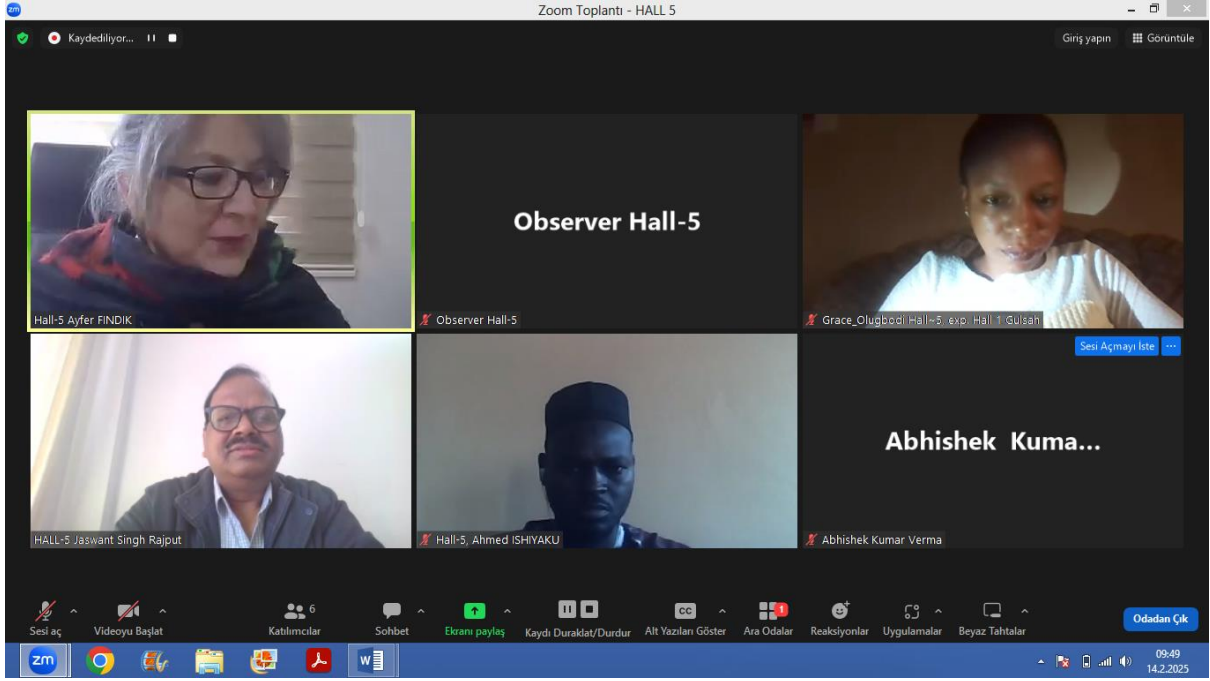 zm
Zoom Toplantı - HALL 5
Kaydediliyor...
Giriş yapın
Görüntüle
Hall-5 Ayfer FINDIK
Observer Hall-5
Observer Hall-5
Grace_Olugbodi Hall-5, exp. Hall 1 Gülşah
HALL-5 Jaswant Singh Rajput
Hall-5, Ahmed ISHIYAKU
Sesi Açmayı İste
...
Abhishek Kuma...
Abhishek Kumar Verma
Sesi aç
Videoyu Başlat
6
Katılımcılar
Sohbet
Ekranı paylaş
Kaydı Duraklat/Durdur
CC
Alt Yazıları Göster
1
Ara Odalar
Reaksiyonlar
Uygulamalar
Beyaz Tahtalar
Odadan Çık
zm
W
09:49
14.2.2025